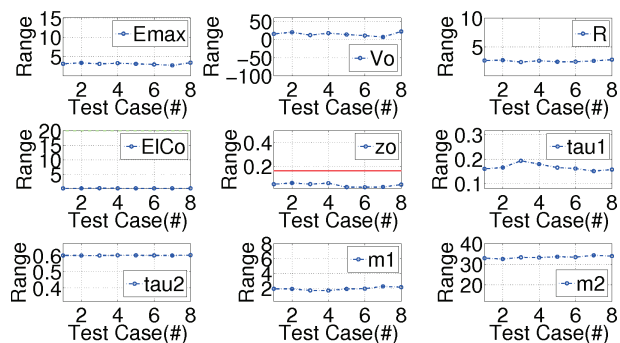 15
10
5
Range
Emax
2 4 6 8
Test Case(#)
50
0
−50
−100
Range
Vo
2 4 6 8
Test Case(#)
10
5
Range
R
2 4 6 8
Test Case(#)
20
15
10
5
0
Range
ElCo
2 4 6 8
Test Case(#)
0.4
0.2
Range
zo
2 4 6 8
Test Case(#)
0.3
0.2
0.1
Range
tau1
2 4 6 8
Test Case(#)
0.6
0.5
0.4
Range
tau2
2 4 6 8
Test Case(#)
8
6
4
2
Range
m1
2 4 6 8
Test Case(#)
40
30
20
Range
m2
2 4 6 8
Test Case(#)